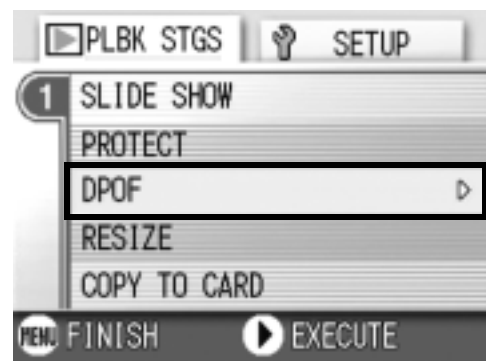 PLBK STGS SETUP
1 SLIDE SHOW
PROTECT
DPOF
RESIZE
COPY TO CARD
MENU FINISH EXECUTE